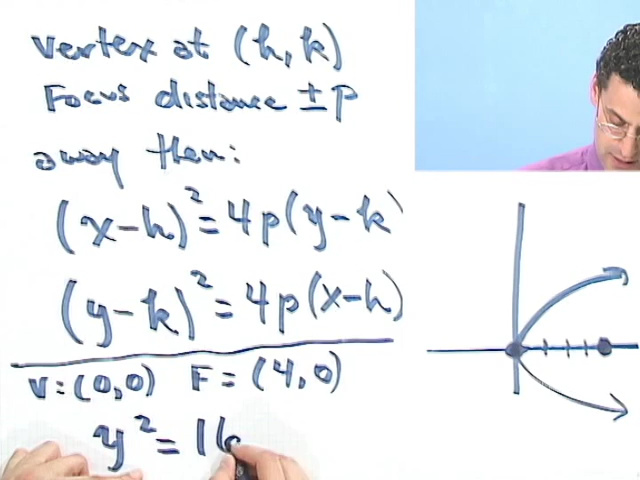 vertex at (h,k)
Focus distance ±p
away then:
(x-h)² = 4p(y-k)
(y-k)² = 4p(x-h)
V=(0,0) F=(4,0)
y² = 16